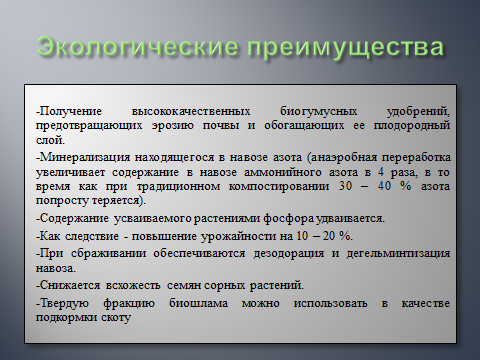 Экологические преимущества
-Получение высококачественных биогумусных удобрений,
предотвращающих эрозию почвы и обогащающих ее плодородный
слой.
-Минерализация находящегося в навозе азота (анаэробная переработка
увеличивает содержание в навозе аммонийного азота в 4 раза, в то
время как при традиционном компостировании 30 – 40 % азота
попросту теряется).
-Содержание усваиваемого растениями фосфора удваивается.
-Как следствие - повышение урожайности на 10 – 20 %.
-При сбраживании обеспечиваются дезодорация и дегельминтизация
навоза.
-Снижается всхожесть семян сорных растений.
-Твердую фракцию биошлама можно использовать в качестве
подкормки скоту